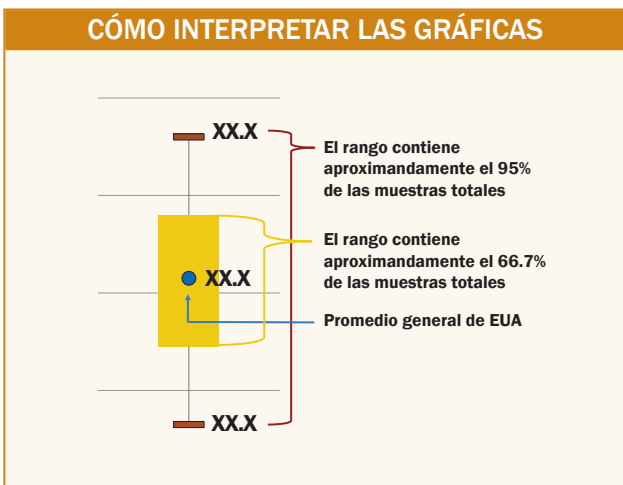 CÓMO INTERPRETAR LAS GRÁFICAS
XX.X
El rango contiene
aproximandamente el 95%
de las muestras totales
El rango contiene
aproximandamente el 66.7%
de las muestras totales
XX.X
Promedio general de EUA
XX.X